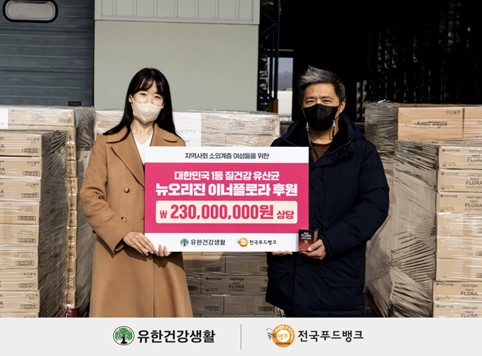 지역사회 소외계층 여성들을 위한
대한민국 1등 질건강 유산균
뉴오리진 이너플로라 후원
₩ 230,000,000원 상당
유한건강생활 전국푸드뱅크
FLORA
유한건강생활 전국푸드뱅크